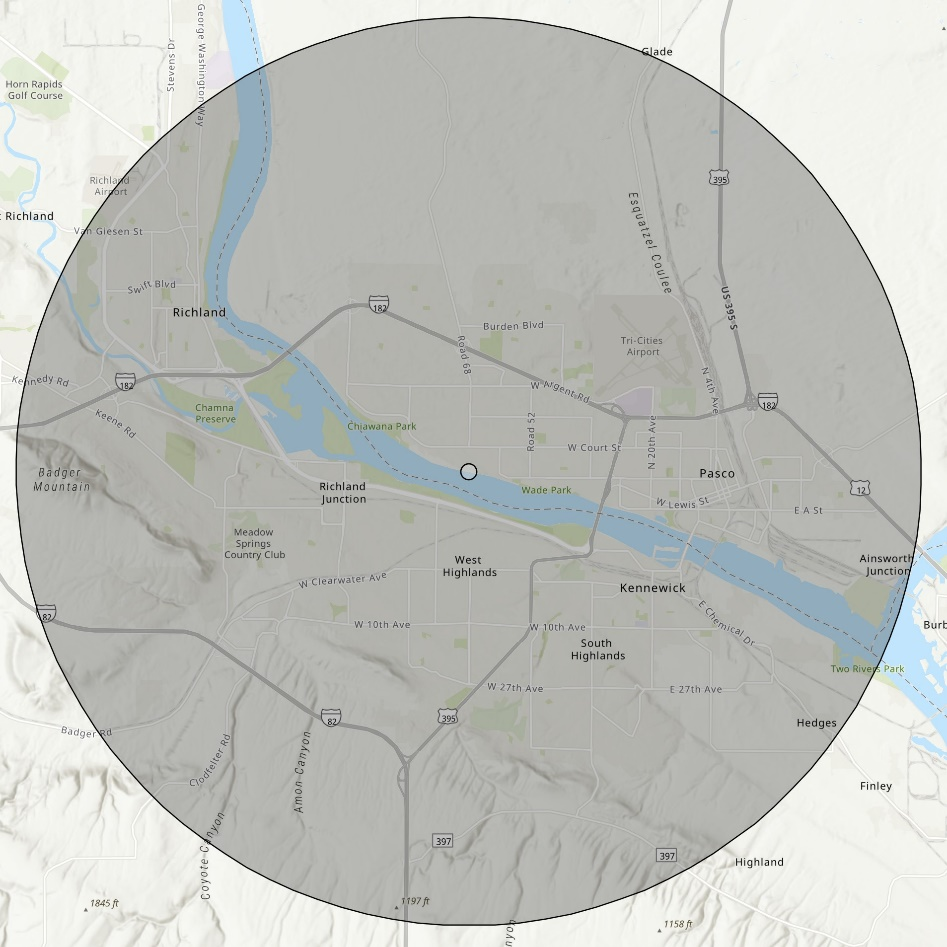 George Washington Way
Stevens Dr
Glade
Horn Rapids
Golf Course
395
Richland
Airport
Esquatzel Coulee
Richland
Van Giesen St
Swift Blvd
US 395-S
Richland
182
Burden Blvd
Road 68
Tri-Cities
Airport
Kennedy Rd
182
W Argent Rd
N 4th Ave
182
Chamna
Preserve
Keene Rd
Chiawana Park
Road 52
W Court St
N 20th Ave
Badger
Mountain
Richland
Junction
Wade Park
Pasco
12
W Lewis St
E A St
Meadow
Springs
Country Club
West
Highlands
Ainsworth
Junction
W Clearwater Ave
Kennewick
82
W 10th Ave
W 10th Ave
E Chemical Dr
South
Highlands
Two Rivers Park
W 27th Ave
E 27th Ave
82
395
Hedges
Badger Rd
Clodfelter Rd
Amon Canyon
Finley
397
397
Coyote Canyon
Highland
1845 ft
1197 ft
1158 ft